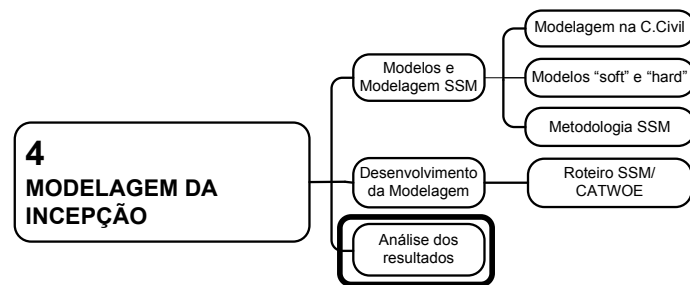 4
MODELAGEM DA
INCEPÇÃO
Modelos e
Modelagem SSM
Modelagem na C.Civil
Modelos “soft” e “hard”
Metodologia SSM
Desenvolvimento
da Modelagem
Roteiro SSM/
CATWOE
Análise dos
resultados